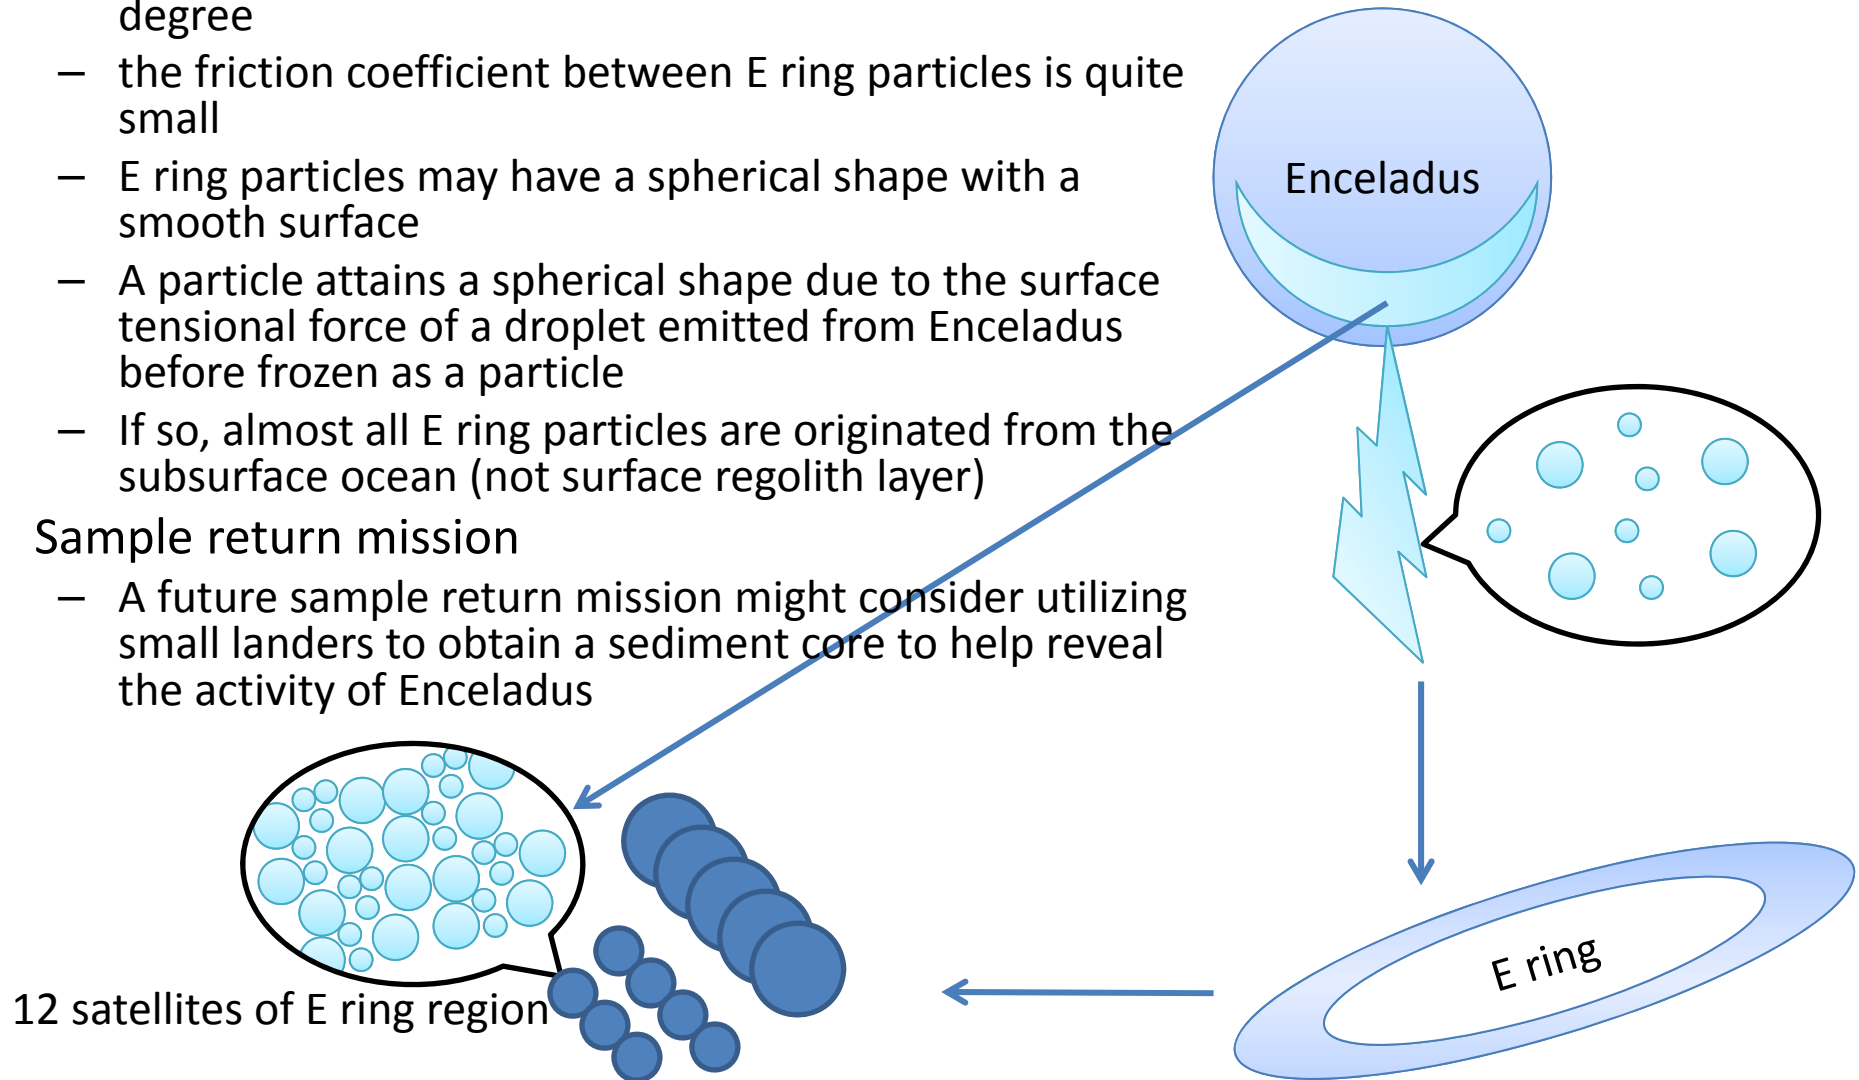 degree
– the friction coefficient between E ring particles is quite
small
– E ring particles may have a spherical shape with a
smooth surface
– A particle attains a spherical shape due to the surface
tensional force of a droplet emitted from Enceladus
before frozen as a particle
– If so, almost all E ring particles are originated from the
subsurface ocean (not surface regolith layer)
Sample return mission
– A future sample return mission might consider utilizing
small landers to obtain a sediment core to help reveal
the activity of Enceladus
12 satellites of E ring region
Enceladus
E ring